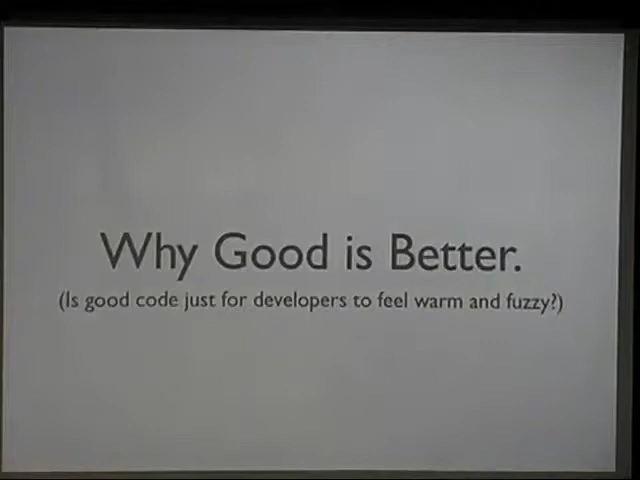 Why Good is Better.
(Is good code just for developers to feel warm and fuzzy?)